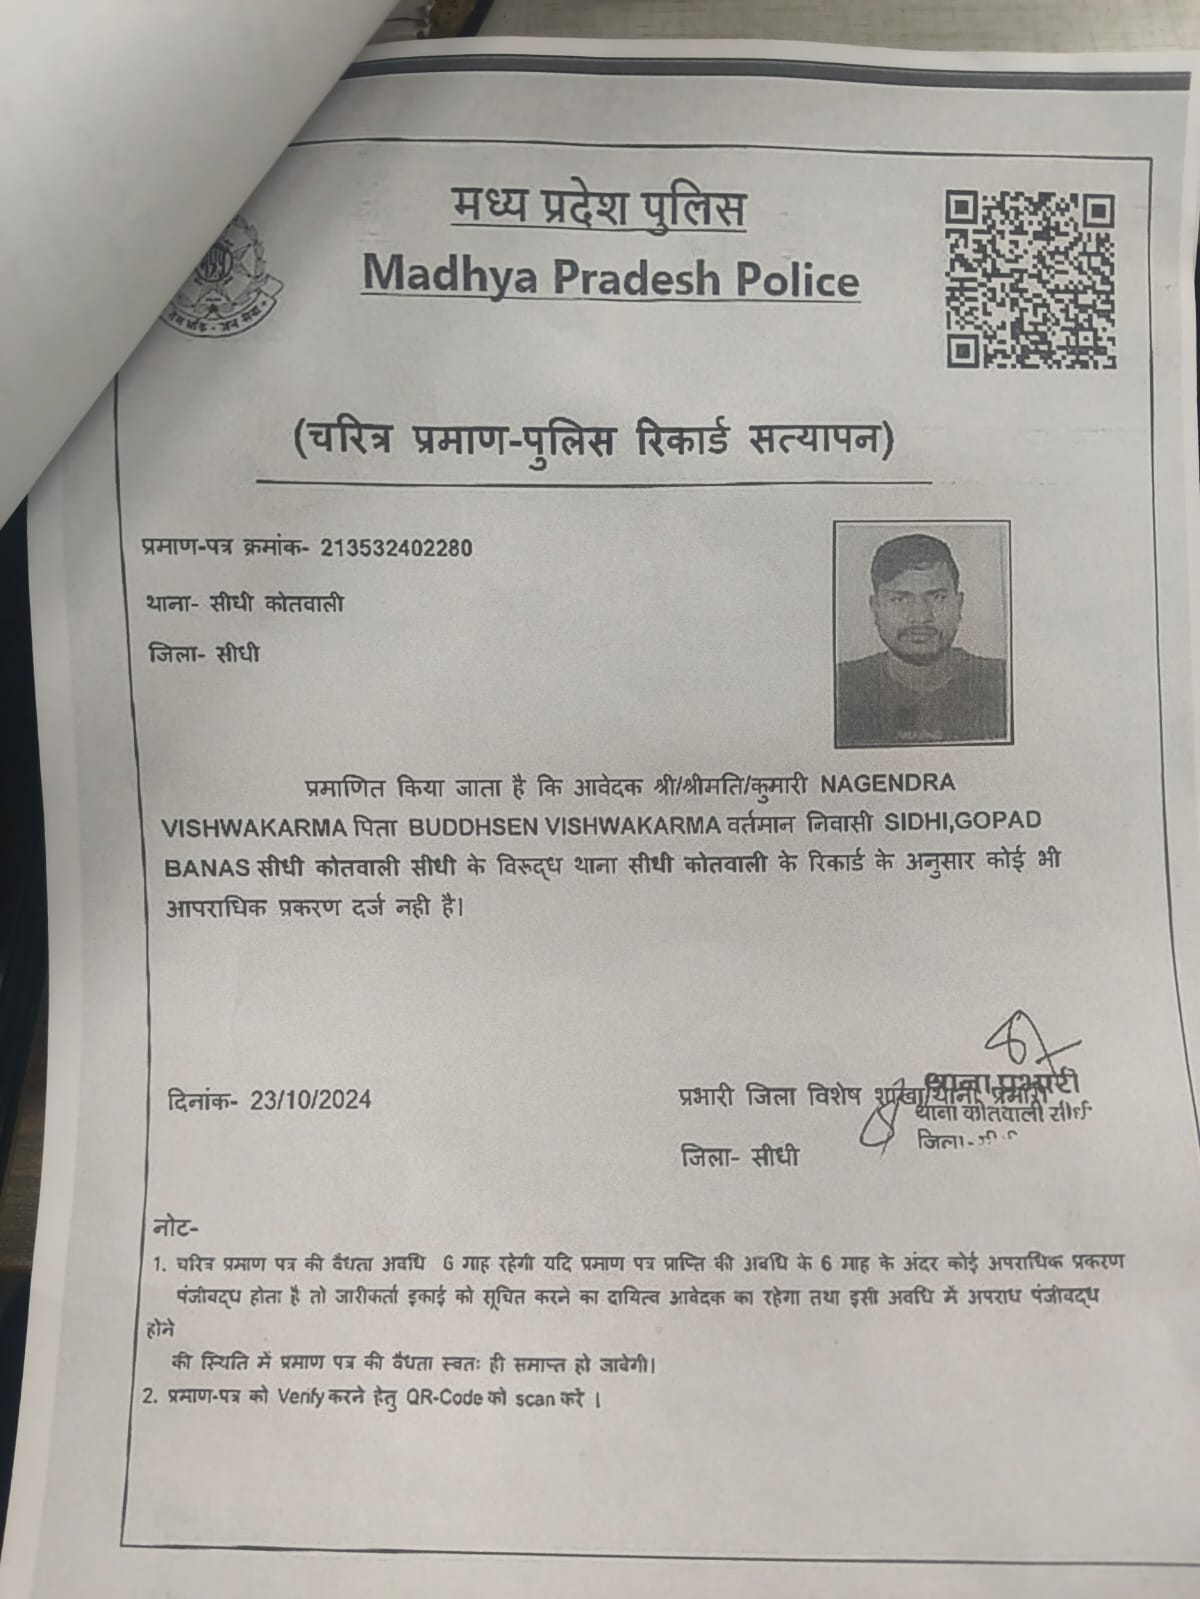 मध्य प्रदेश पुलिस
Madhya Pradesh Police
(चरित्र प्रमाण-पुलिस रिकार्ड सत्यापन)
प्रमाण-पत्र क्रमांक- 213532402280
थाना- सीधी कोतवाली
जिला- सीधी
प्रमाणित किया जाता है कि आवेदक श्री/श्रीमति/कुमारी NAGENDRA
VISHWAKARMA पिता BUDDHSEN VISHWAKARMA वर्तमान निवासी SIDHI,GOPAD
BANAS सीधी कोतवाली सीधी के विरुद्ध थाना सीधी कोतवाली के रिकार्ड के अनुसार कोई भी
आपराधिक प्रकरण दर्ज नही है।
थाना प्रभारी
दिनांक- 23/10/2024 प्रभारी जिला विशेष शाखा/थाना प्रभारी
थाना कोतवाली
जिला-
जिला- सीधी
नोट-
1. चरित्र प्रमाण पत्र की वैधता अवधि 6 माह रहेगी यदि प्रमाण पत्र प्राप्ति की अवधि के 6 माह के अंदर कोई अपराधिक प्रकरण
पंजीवद्ध होता है तो जारीकर्ता इकाई को सूचित करने का दायित्व आवेदक का रहेगा तथा इसी अवधि में अपराध पंजीवद्ध
होने
की स्थिति में प्रमाण पत्र की वैधता स्वतः ही समाप्त हो जावेगी।
2. प्रमाण-पत्र को Verify करने हेतु QR-Code को scan करें ।